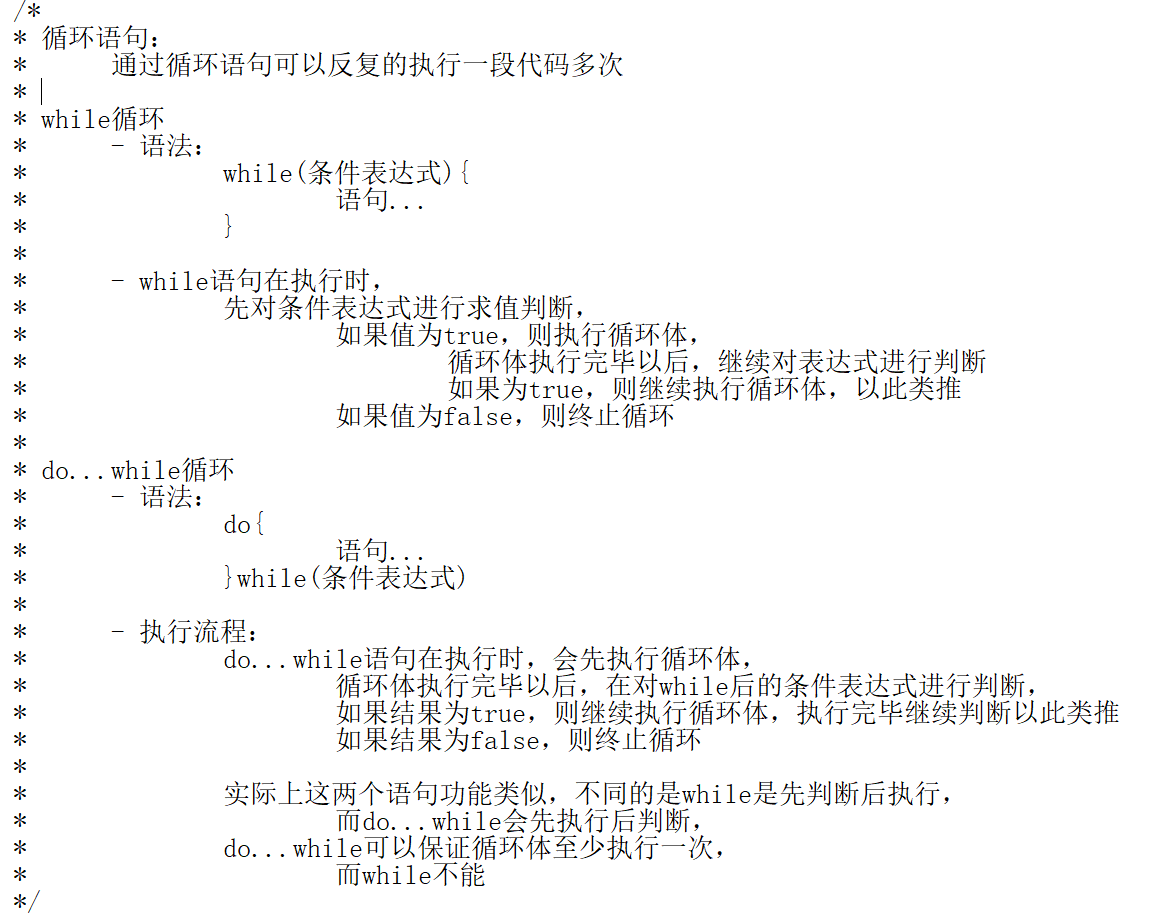 /*
* 循环语句：
*	通过循环语句可以反复的执行一段代码多次
*
* while循环
*	- 语法：
*		while(条件表达式){
*			语句...
*		}
*
*	- while语句在执行时，
*		先对条件表达式进行求值判断，
*			如果值为true，则执行循环体，
*				循环体执行完毕以后，继续对表达式进行判断
*				如果为true，则继续执行循环体，以此类推
*			如果值为false，则终止循环
*
* do...while循环
*	- 语法：
*		do{
*			语句...
*		}while(条件表达式)
*
*	- 执行流程：
*		do...while语句在执行时，会先执行循环体，
*			循环体执行完毕以后，在对while后的条件表达式进行判断，
*			如果结果为true，则继续执行循环体，执行完毕继续判断以此类推
*			如果结果为false，则终止循环
*
*		实际上这两个语句功能类似，不同的是while是先判断后执行，
*			而do...while会先执行后判断，
*		do...while可以保证循环体至少执行一次，
*			而while不能
*/